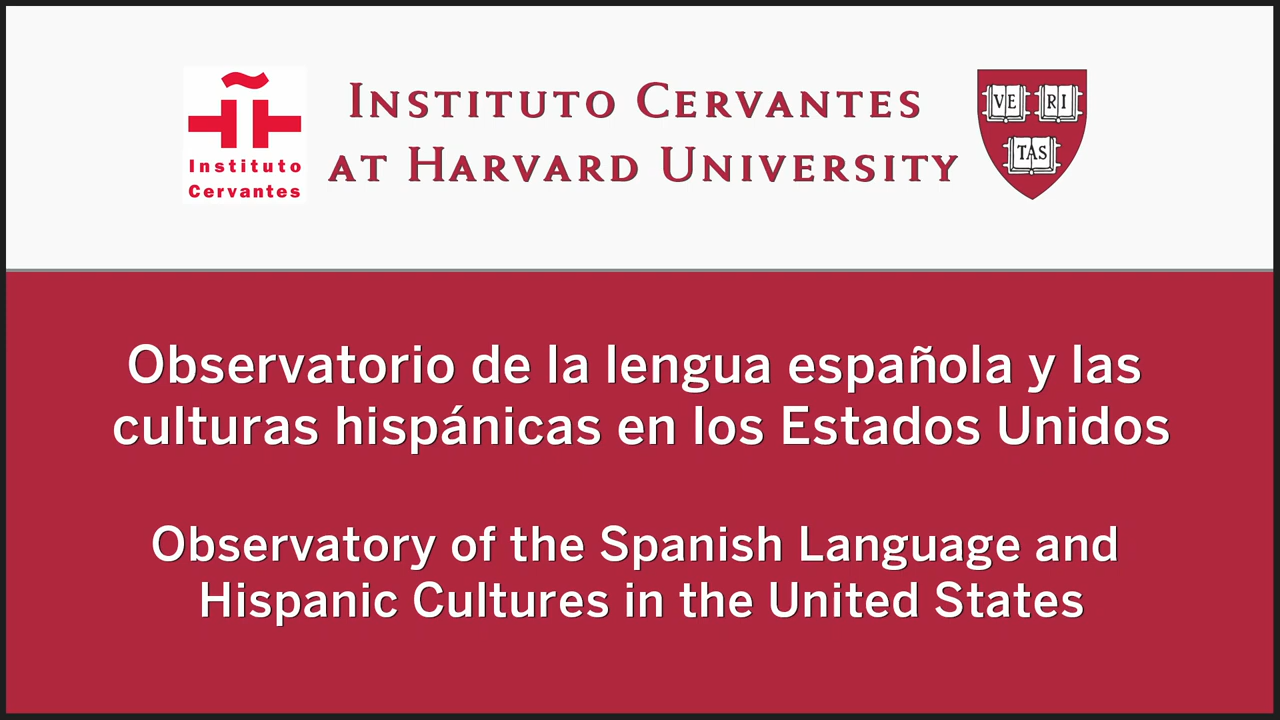 Instituto
Cervantes
INSTITUTO CERVANTES
AT HARVARD UNIVERSITY
VE RI
TAS
Observatorio de la lengua española y las
culturas hispánicas en los Estados Unidos
Observatory of the Spanish Language and
Hispanic Cultures in the United States